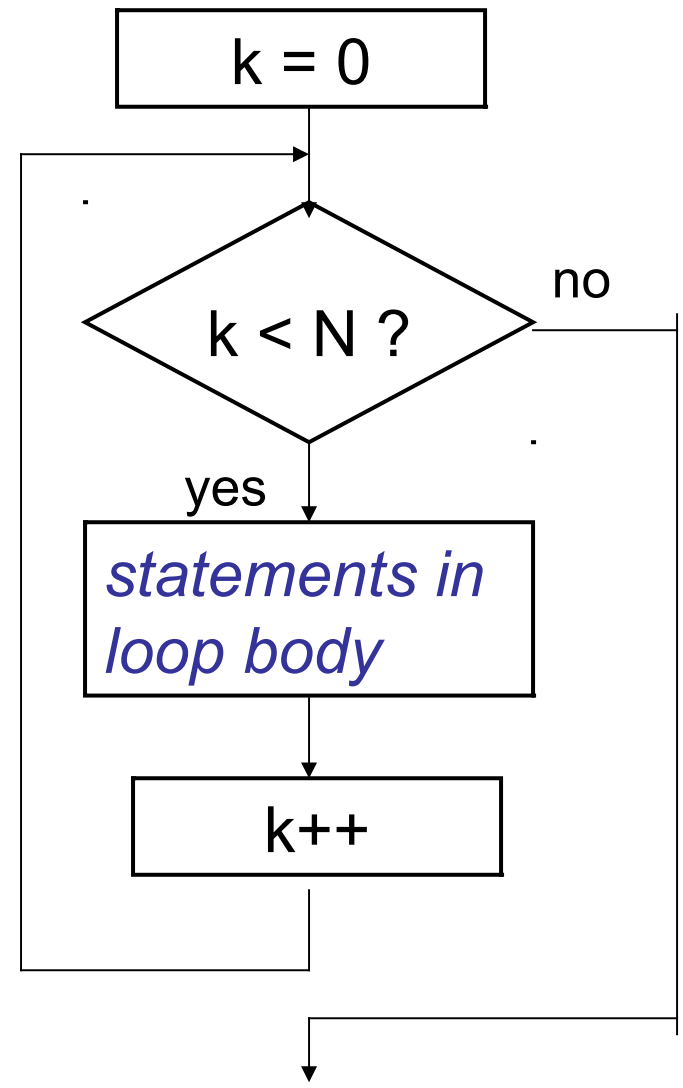 k = 0
k < N ?
no
yes
statements in
loop body
k++